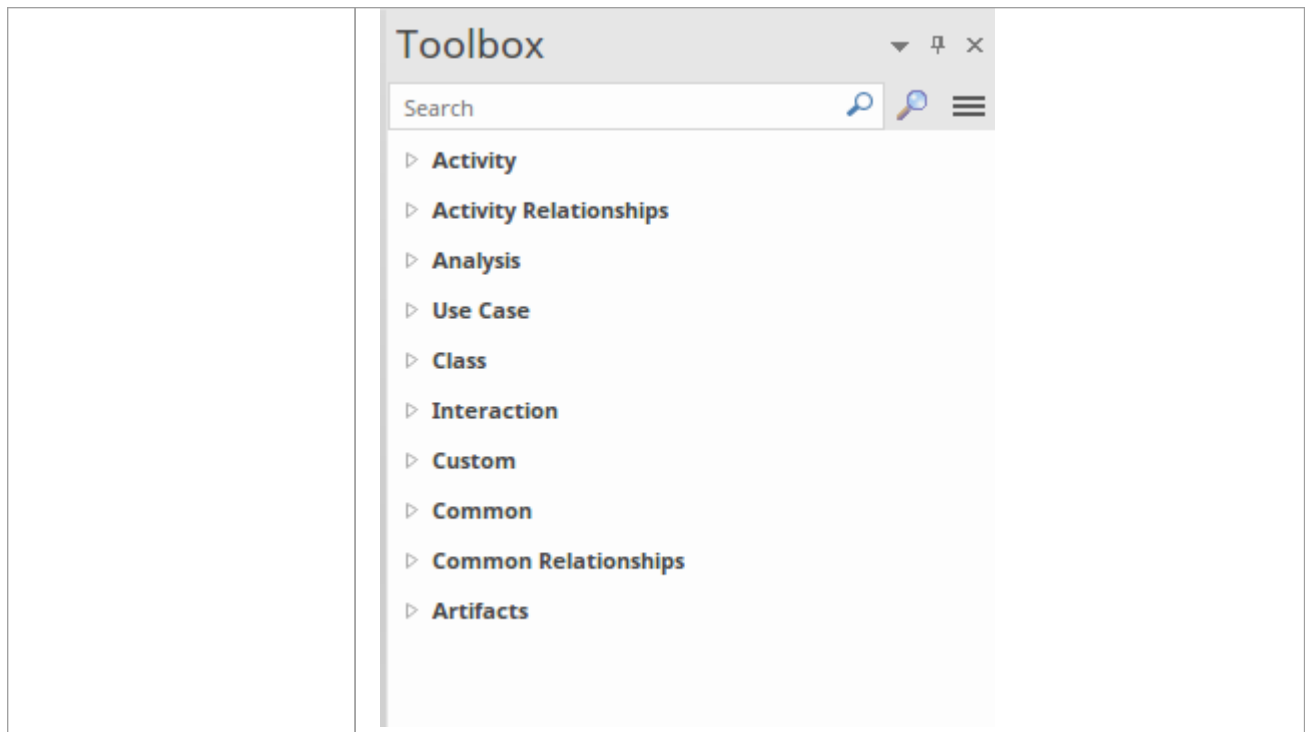 Toolbox
Search
Activity
Activity Relationships
Analysis
Use Case
Class
Interaction
Custom
Common
Common Relationships
Artifacts